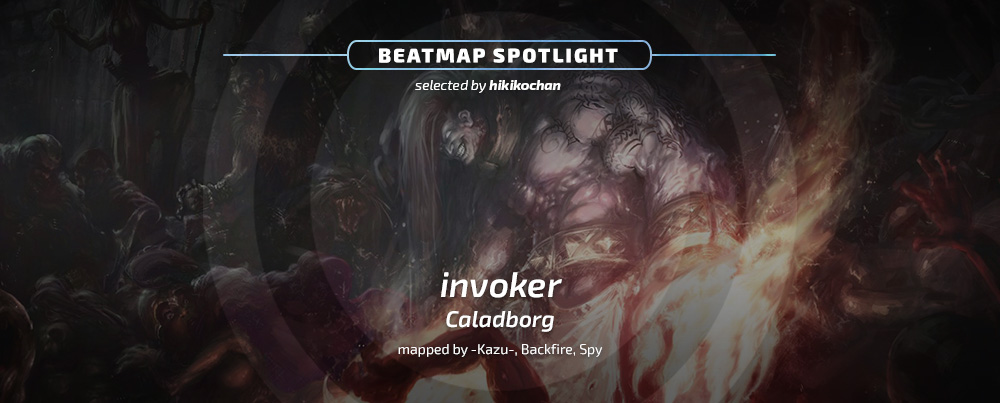 BEATMAP SPOTLIGHT
selected by hikikochan
invoker
Caladborg
mapped by -Kazu-, Backfire, Spy